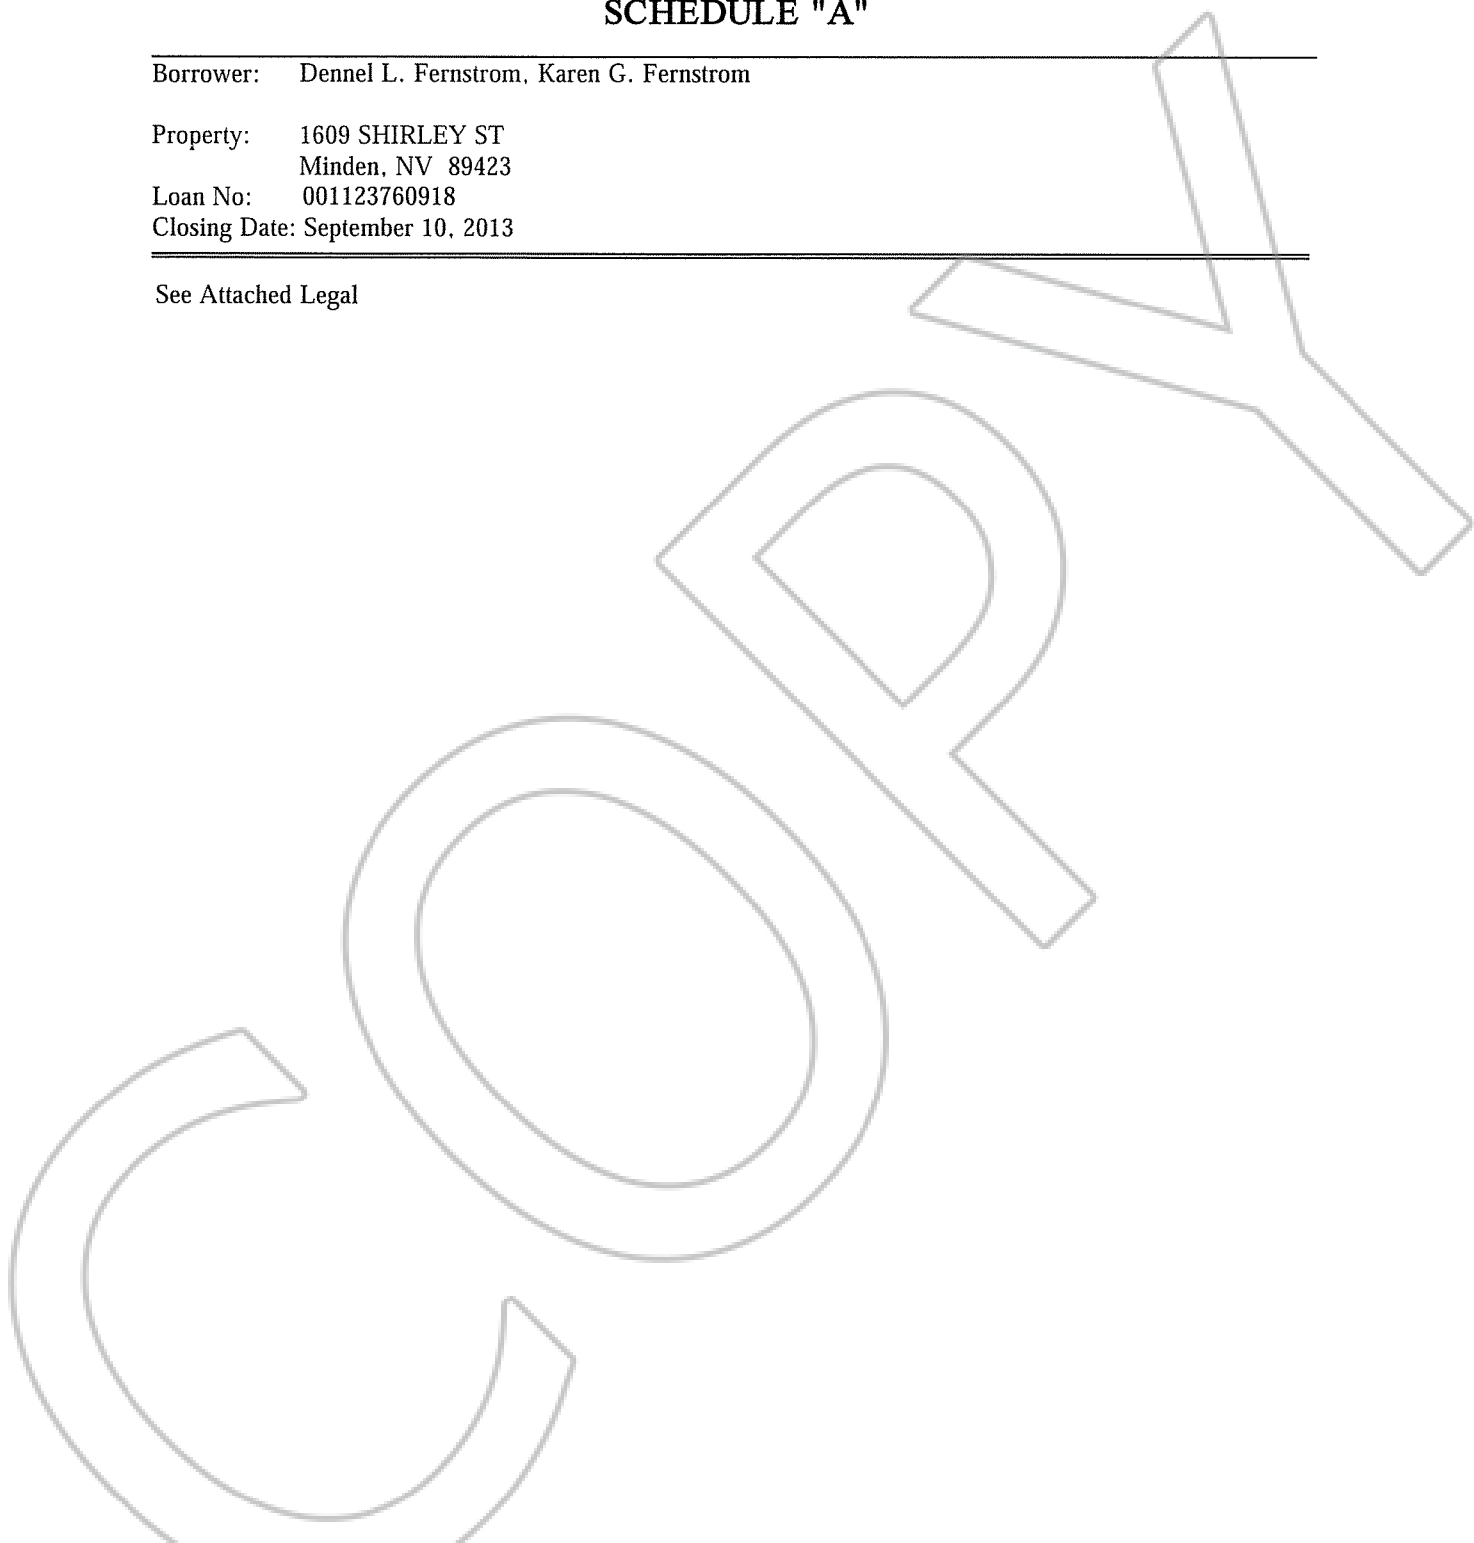 SCHEDULE "A"
Borrower: Dennel L. Fernstrom, Karen G. Fernstrom
Property: 1609 SHIRLEY ST
Minden, NV 89423
Loan No: 001123760918
Closing Date: September 10, 2013
See Attached Legal
COPY